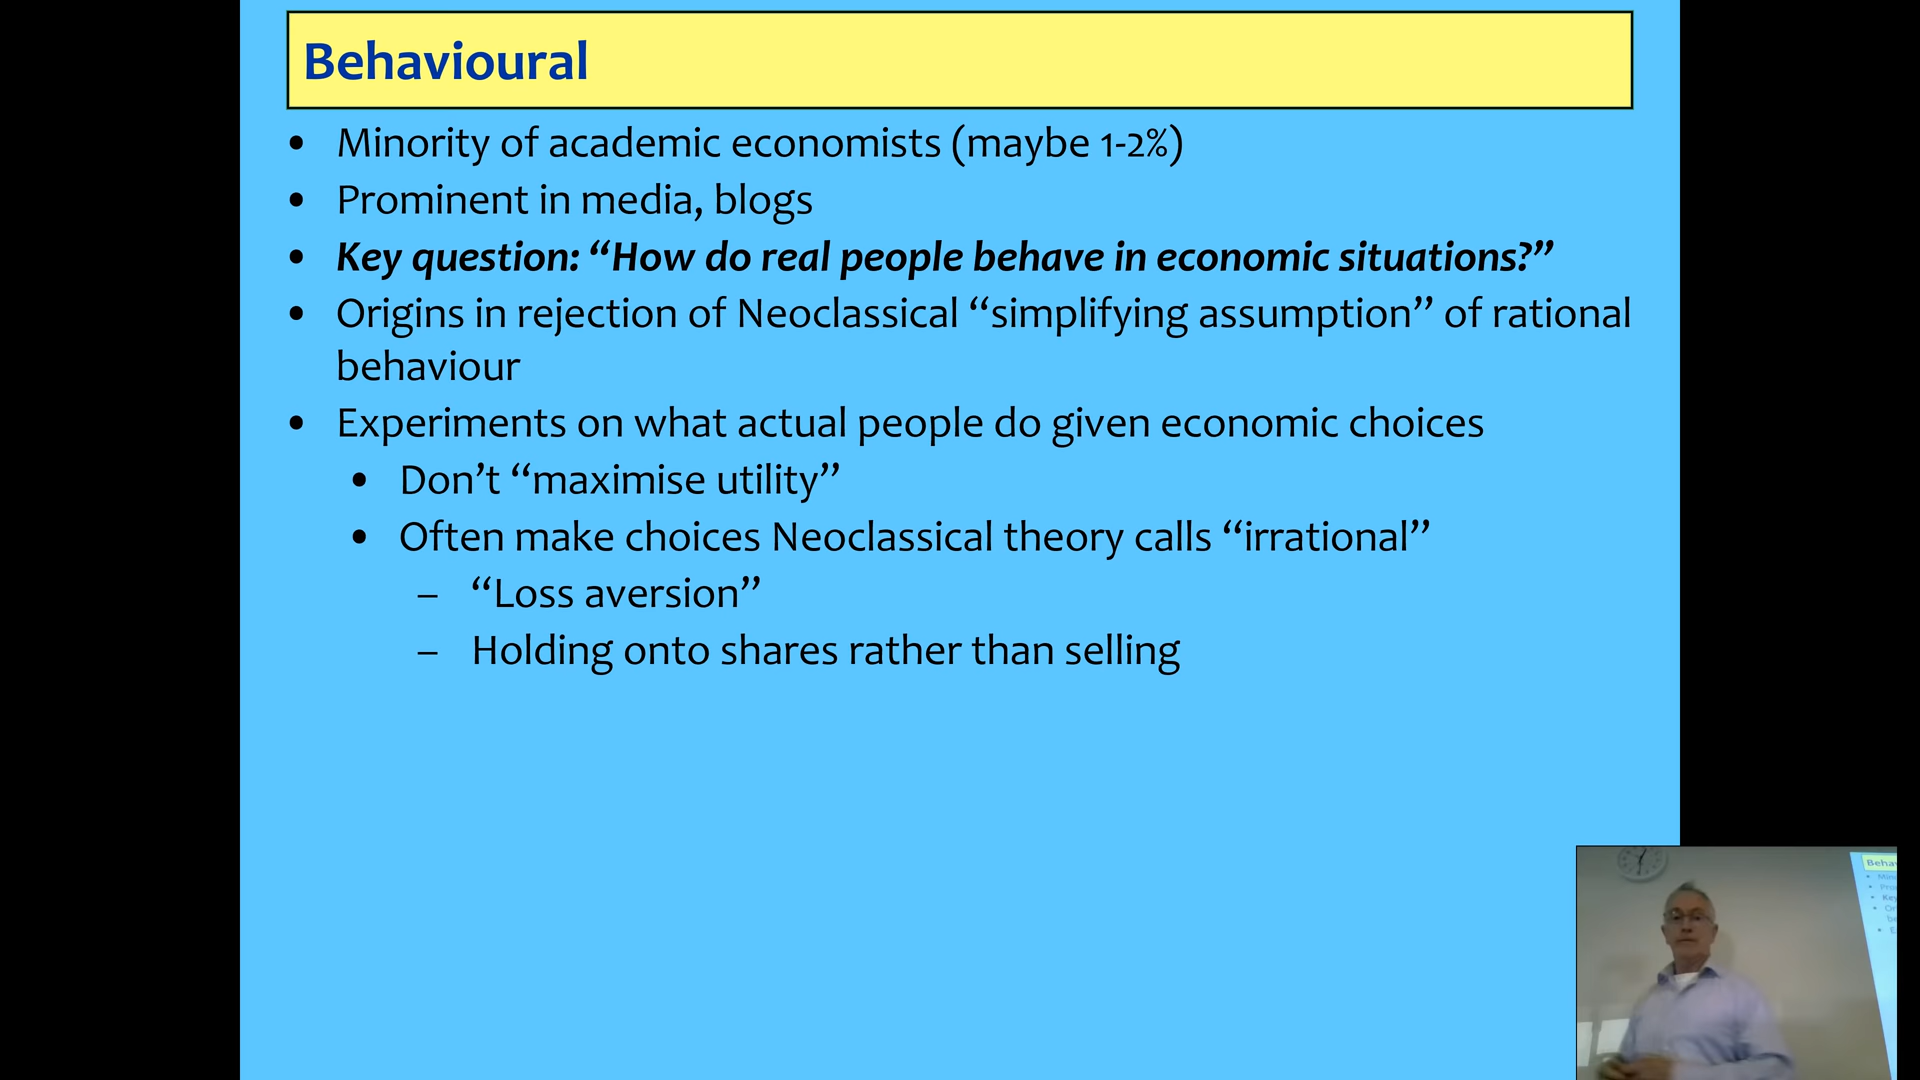 Behavioural
• Minority of academic economists (maybe 1-2%)
• Prominent in media, blogs
• Key question: “How do real people behave in economic situations?”
• Origins in rejection of Neoclassical “simplifying assumption” of rational
behaviour
• Experiments on what actual people do given economic choices
• Don’t “maximise utility”
• Often make choices Neoclassical theory calls “irrational”
– “Loss aversion”
– Holding onto shares rather than selling
Beha
Key